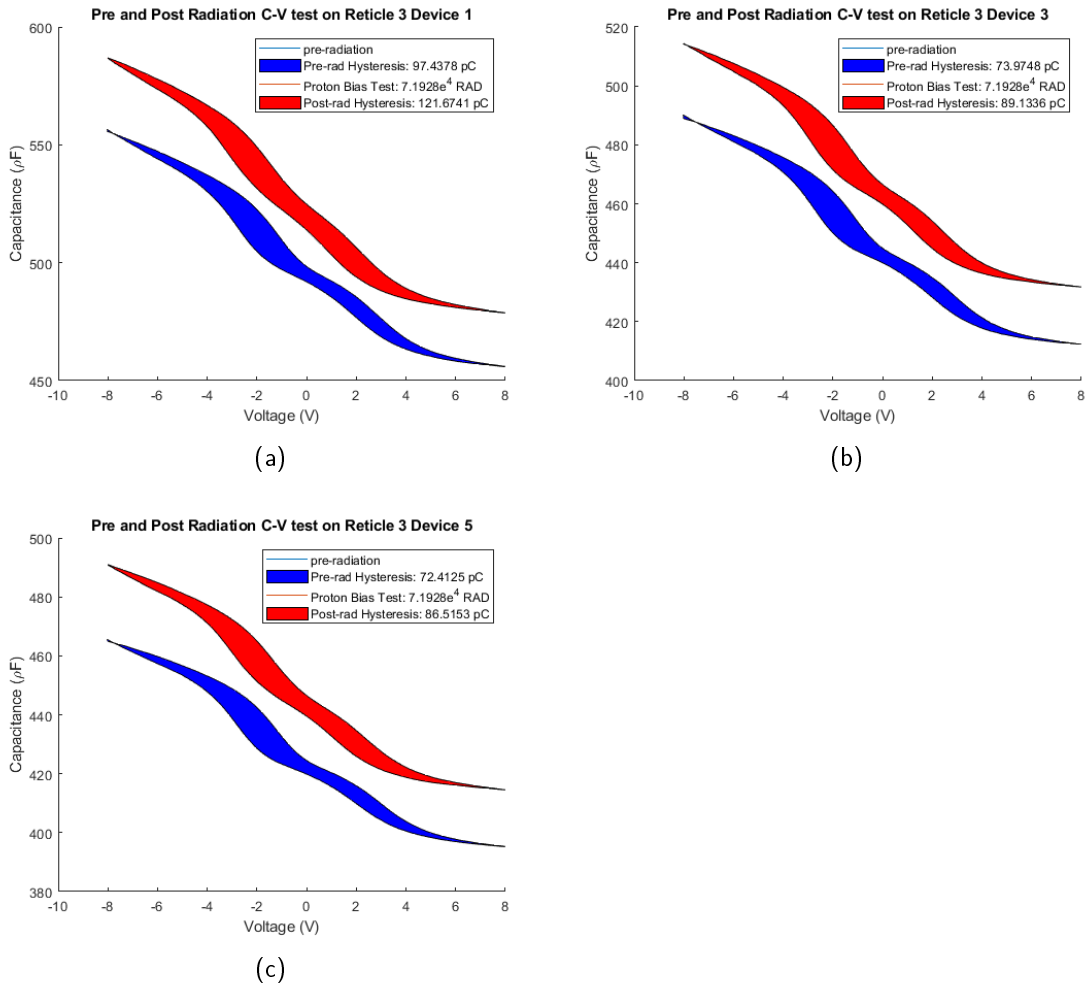 Pre and Post Radiation C-V test on Reticle 3 Device 1
600
550
500
450
Capacitance (ρF)
pre-radiation
Pre-rad Hysteresis: 97.4378 pC
Proton Bias Test: 7.1928e⁴ RAD
Post-rad Hysteresis: 121.6741 pC
-10 -8 -6 -4 -2 0 2 4 6 8
Voltage (V)
(a)
Pre and Post Radiation C-V test on Reticle 3 Device 3
520
500
480
460
440
420
400
Capacitance (ρF)
pre-radiation
Pre-rad Hysteresis: 73.9748 pC
Proton Bias Test: 7.1928e⁴ RAD
Post-rad Hysteresis: 89.1336 pC
-10 -8 -6 -4 -2 0 2 4 6 8
Voltage (V)
(b)
Pre and Post Radiation C-V test on Reticle 3 Device 5
500
480
460
440
420
400
380
Capacitance (ρF)
pre-radiation
Pre-rad Hysteresis: 72.4125 pC
Proton Bias Test: 7.1928e⁴ RAD
Post-rad Hysteresis: 86.5153 pC
-10 -8 -6 -4 -2 0 2 4 6 8
Voltage (V)
(c)